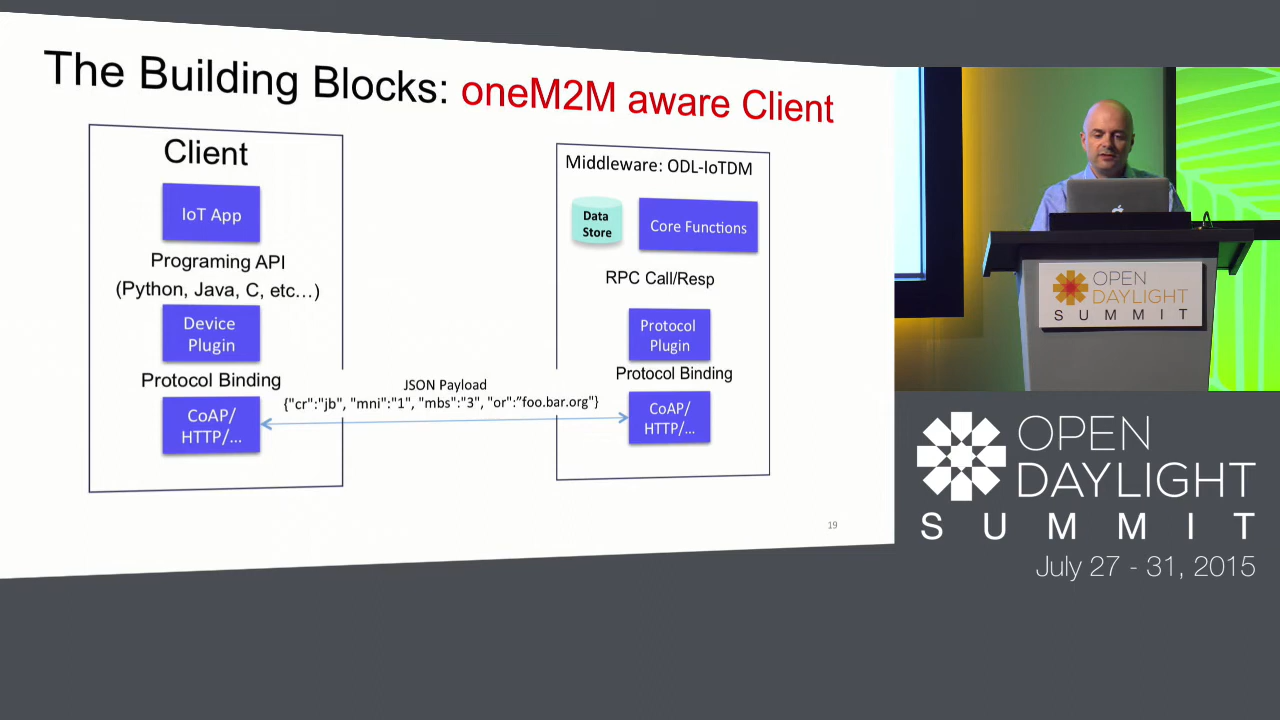 The Building Blocks: oneM2M aware Client
Client
IoT App
Programing API
(Python, Java, C, etc...)
Device
Plugin
Protocol Binding
CoAP/
HTTP/...
JSON Payload
{"cr":"jb", "mni":"1", "mbs":"3", "or":"foo.bar.org"}
Middleware: ODL-IoTDM
Data
Store
Core Functions
RPC Call/Resp
Protocol
Plugin
Protocol Binding
CoAP/
HTTP/...
19
OPEN
DAYLIGHT
SUMMIT
OPEN
DAYLIGHT
SUMMIT
July 27 - 31, 2015